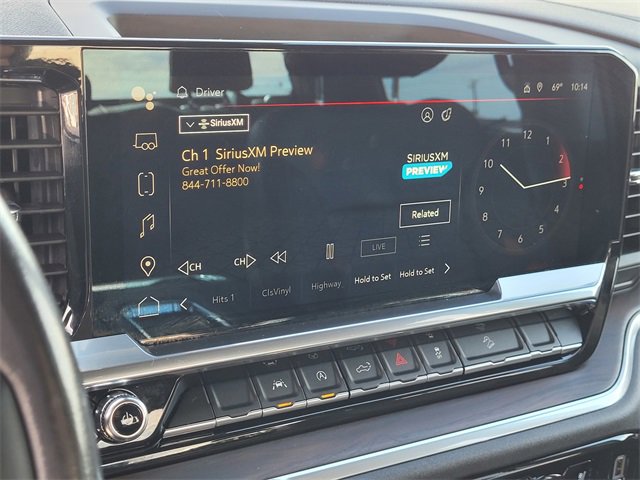 Driver
69° 10:14
SiriusXM
Ch 1 SiriusXM Preview
Great Offer Now!
844-711-8800
SIRIUSXM
PREVIEW
Related
12
11 1
10 2
9 3
8 4
7 5
6
CH CH LIVE
Hits 1 ClsVinyl Highway Hold to Set Hold to Set